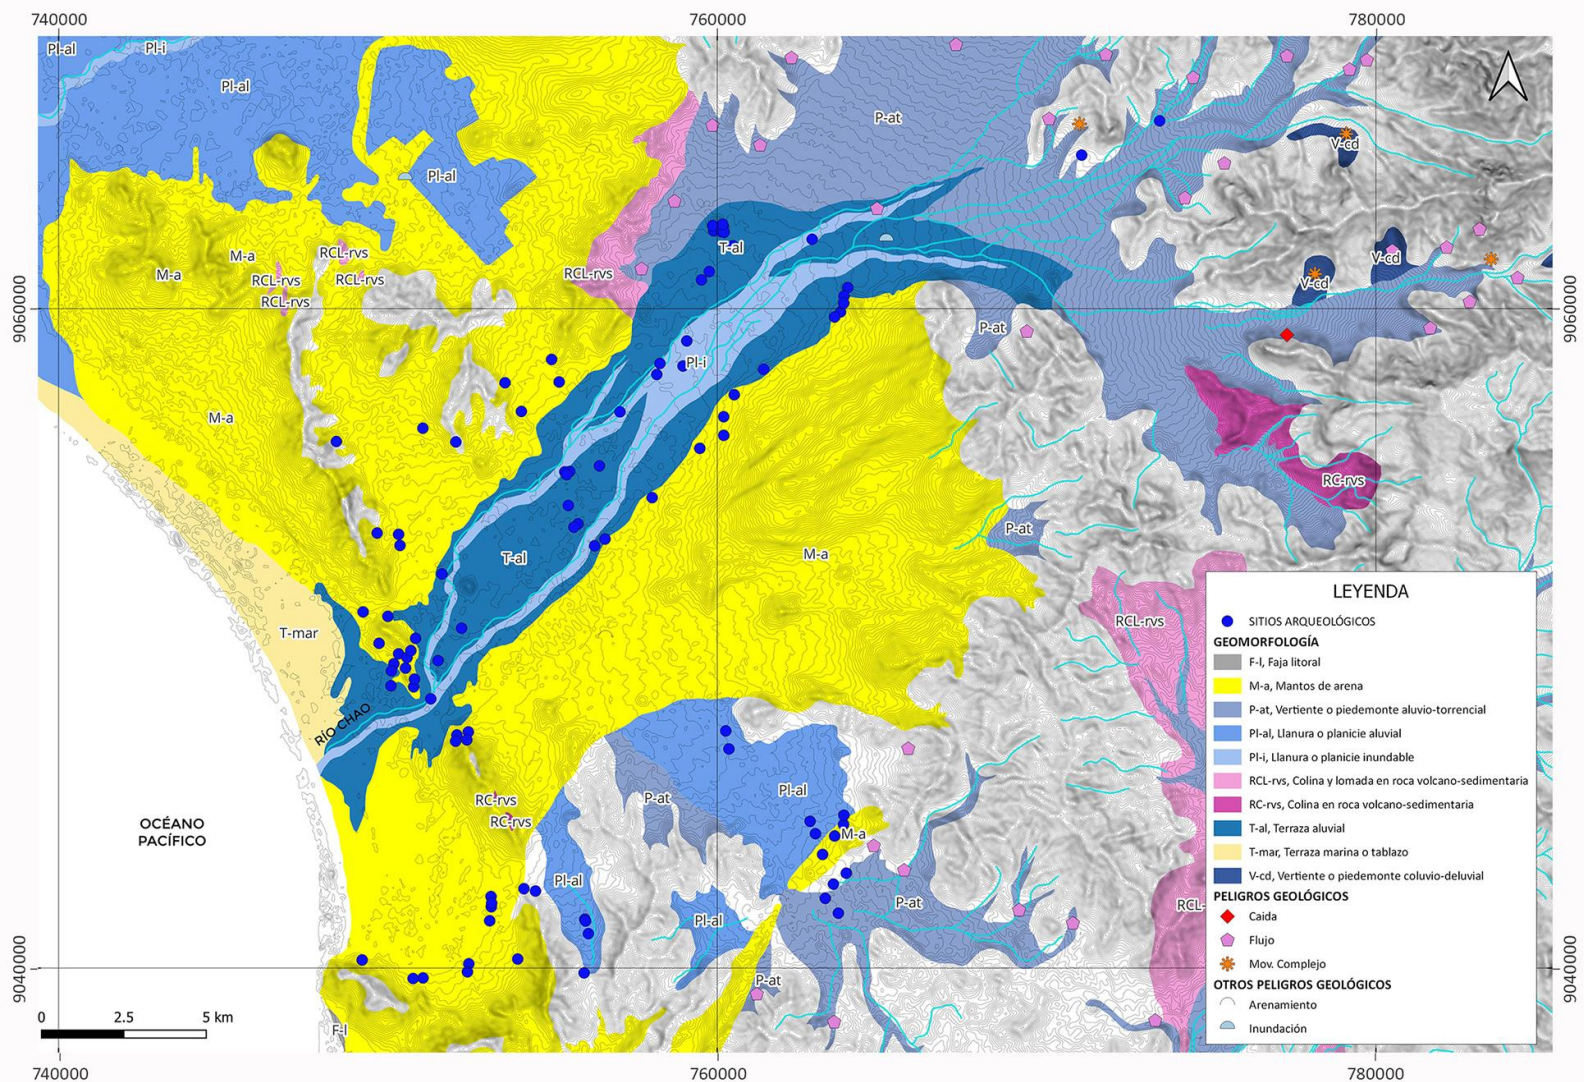 740000
760000
780000
Pl-al
Pl-i
Pl-al
P-at
V-cd
Pl-al
T-al
M-a
RCL-rvs
M-a
RCL-rvs
RCL-rvs
RCL-rvs
RCL-rvs
V-cd
V-cd
9060000
9060000
P-at
Pl-i
M-a
RC-rvs
P-at
T-al
M-a
T-mar
RCL-rvs
RÍO CHAO
OCÉANO
PACÍFICO
RC-rvs
RC-rvs
P-at
Pl-al
M-a
Pl-al
Pl-al
P-at
RCL-
P-at
9040000
9040000
F-l
0 2.5 5 km
LEYENDA
SITIOS ARQUEOLÓGICOS
GEOMORFOLOGÍA
F-l, Faja litoral
M-a, Mantos de arena
P-at, Vertiente o piedemonte aluvio-torrencial
Pl-al, Llanura o planicie aluvial
Pl-i, Llanura o planicie inundable
RCL-rvs, Colina y lomada en roca volcano-sedimentaria
RC-rvs, Colina en roca volcano-sedimentaria
T-al, Terraza aluvial
T-mar, Terraza marina o tablazo
V-cd, Vertiente o piedemonte coluvio-deluvial
PELIGROS GEOLÓGICOS
Caida
Flujo
Mov. Complejo
OTROS PELIGROS GEOLÓGICOS
Arenamiento
Inundación
740000
760000
780000